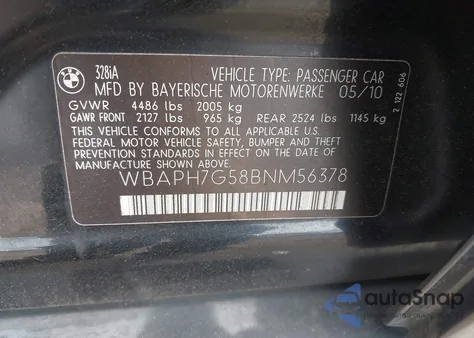 BMW
328iA
VEHICLE TYPE: PASSENGER CAR
MFD BY BAYERISCHE MOTORENWERKE 05/10
GVWR 4486 lbs 2005 kg
GAWR FRONT 2127 lbs 965 kg REAR 2524 lbs 1145 kg
THIS VEHICLE CONFORMS TO ALL APPLICABLE U.S.
FEDERAL MOTOR VEHICLE SAFETY, BUMPER AND THEFT
PREVENTION STANDARDS IN EFFECT ON THE DATE OF
MANUFACTURE SHOWN ABOVE.
WBAPH7G58BNM56378
2 122 606
autoSnap